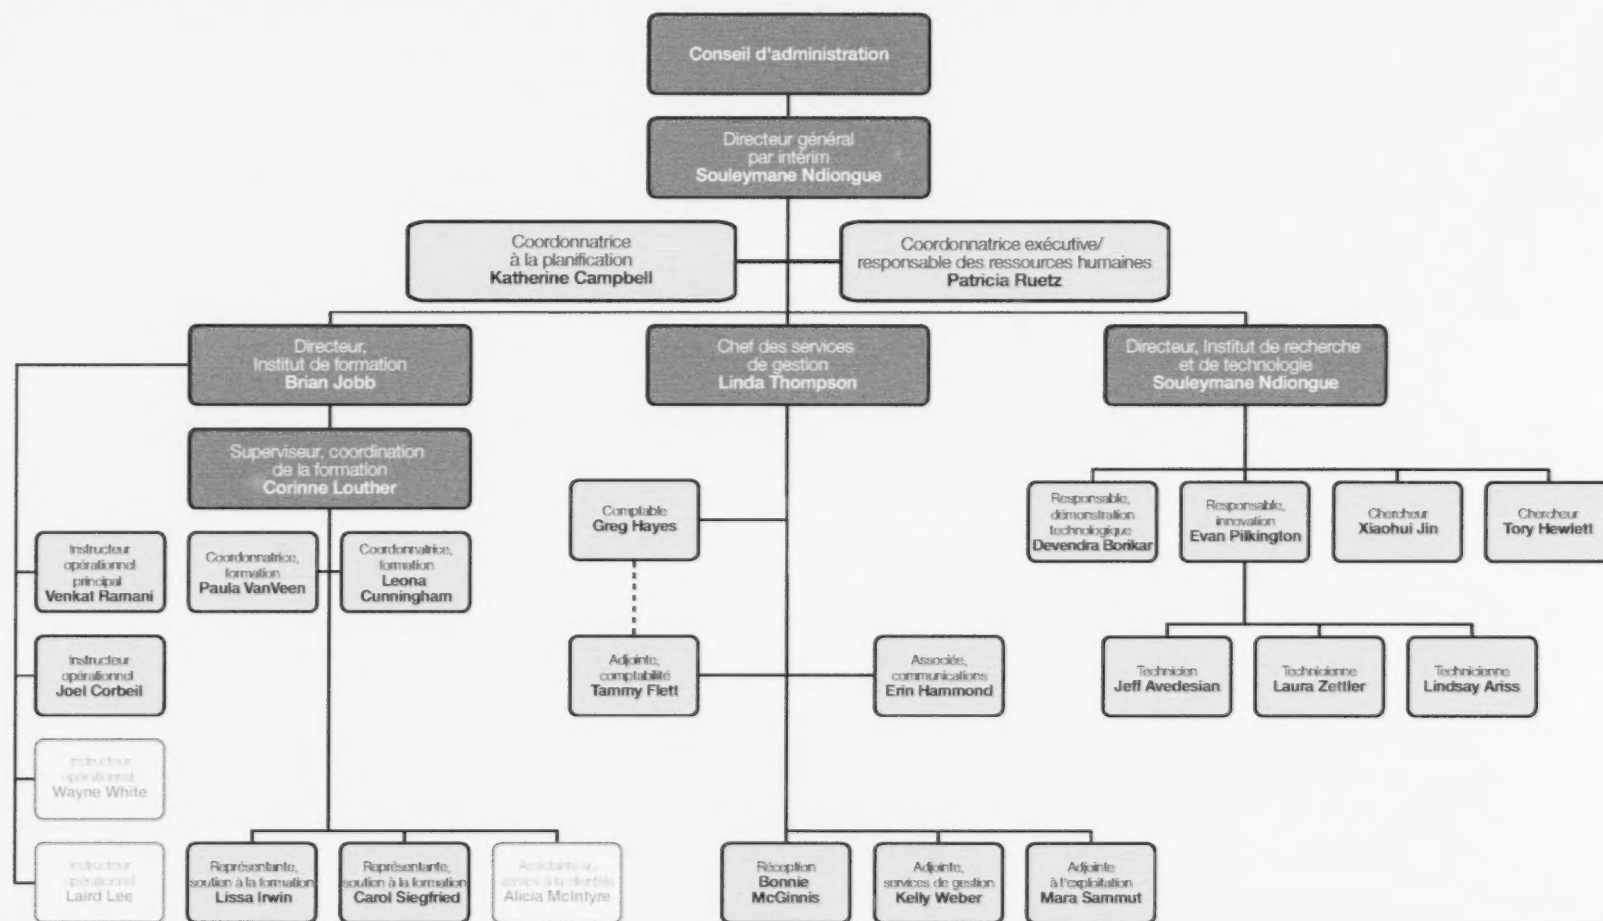 Conseil d'administration
Directeur général
par intérim
Souleymane Ndiongue
Coordonnatrice
à la planification
Katherine Campbell
Coordonnatrice exécutive/
responsable des ressources humaines
Patricia Ruetz
Directeur,
Institut de formation
Brian Jobb
Chef des services
de gestion
Linda Thompson
Directeur, Institut de recherche
et de technologie
Souleymane Ndiongue
Superviseur, coordination
de la formation
Corinne Louther
Comptable
Greg Hayes
Responsable,
démonstration
technologique
Devendra Borikar
Responsable,
innovation
Evan Pilkington
Chercheur
Xiaohui Jin
Chercheur
Tory Hewlett
Instructeur
opérationnel
principal
Venkat Ramani
Coordonnatrice,
formation
Paula VanVeen
Coordonnatrice,
formation
Leona
Cunningham
Instructeur
opérationnel
Joel Corbeil
Adjointe,
comptabilité
Tammy Flett
Associée,
communications
Erin Hammond
Technicien
Jeff Avedesian
Technicienne
Laura Zettler
Technicienne
Lindsay Ariss
Instructeur
opérationnel
Wayne White
Instructeur
opérationnel
Laird Lee
Représentante,
soutien à la formation
Lissa Irwin
Représentante,
soutien à la formation
Carol Siegfried
Assistante au
service à la clientèle
Alicia McIntyre
Réception
Bonnie
McGinnis
Adjointe,
services de gestion
Kelly Weber
Adjointe
à l'exploitation
Mara Sammut